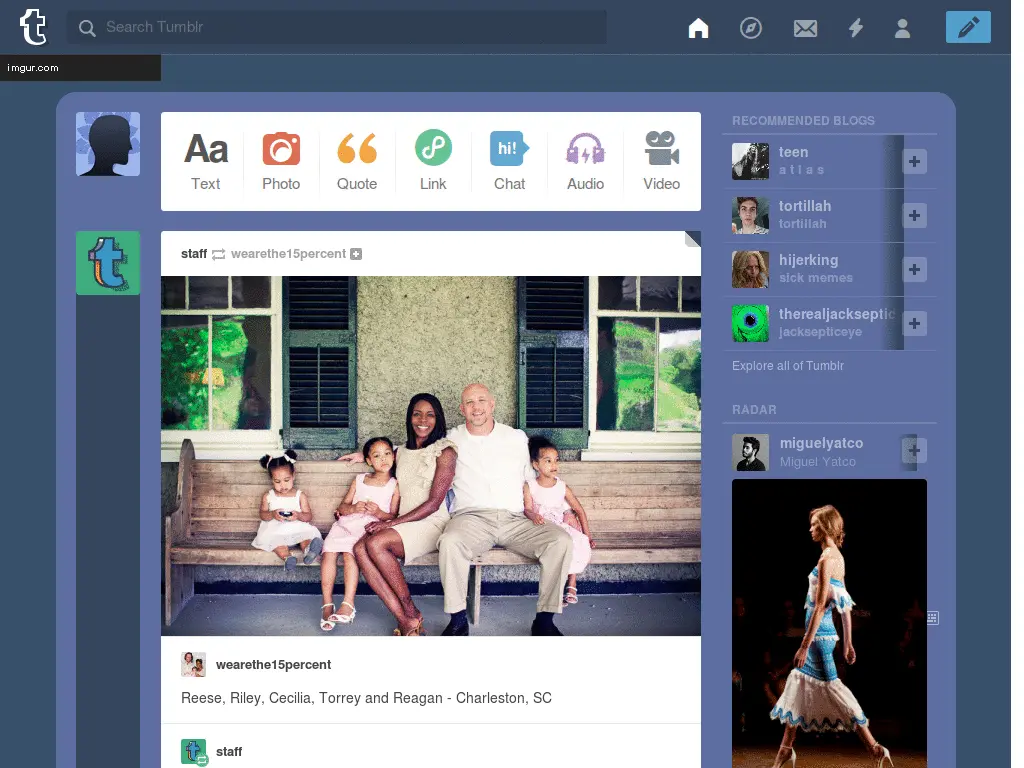 Search Tumblr
imgur.com
Aa
Text
Photo
Quote
Link
hi!
Chat
Audio
Video
staff wearethe15percent
wearethe15percent
Reese, Riley, Cecilia, Torrey and Reagan - Charleston, SC
staff
RECOMMENDED BLOGS
teen
a t l a s
tortillah
tortillah
hijerking
sick memes
therealjackseptic
jacksepticeye
Explore all of Tumblr
RADAR
miguelyatco
Miguel Yatco